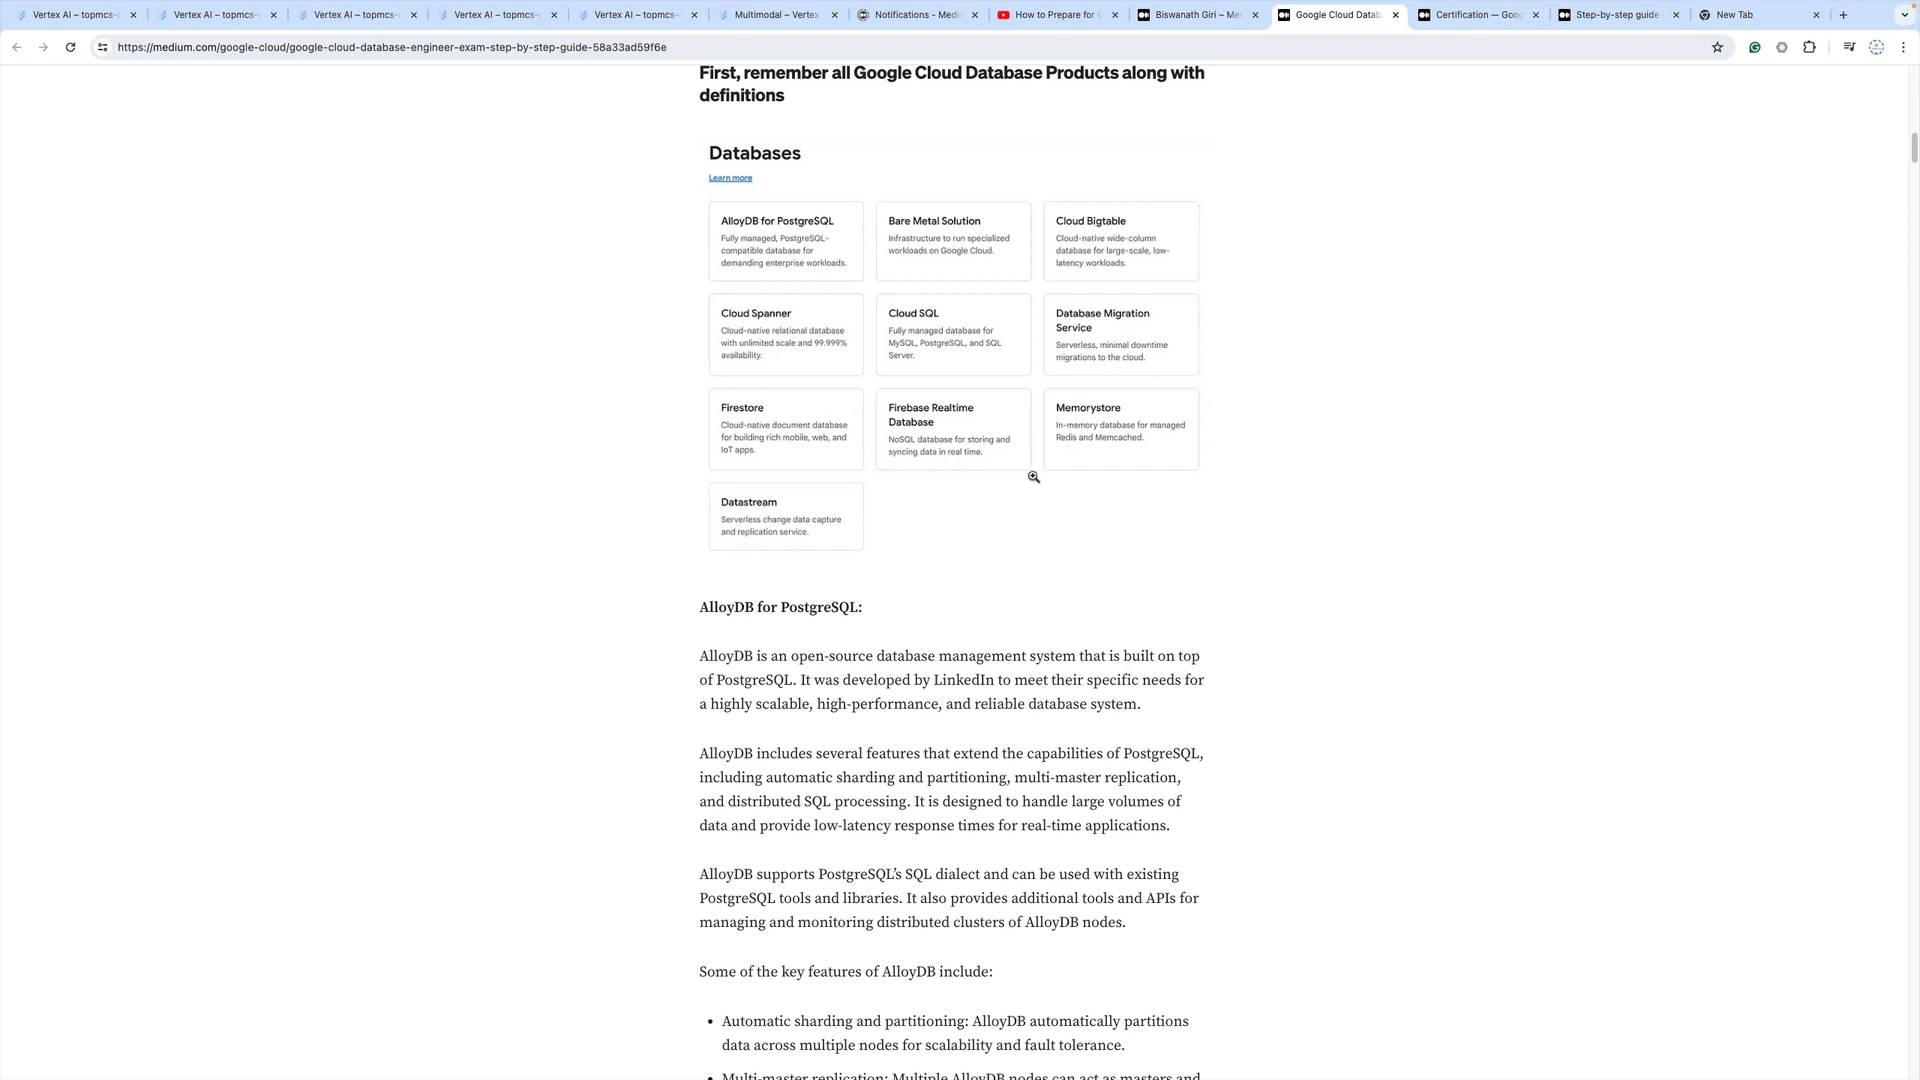 Vertex AI – topmcs-
Vertex AI – topmcs-
Vertex AI – topmcs-
Vertex AI – topmcs-
Vertex AI – topmcs-
Multimodal – Vertex
Notifications - Medi
How to Prepare for
Biswanath Giri – Me
Google Cloud Datab
Certification — Goog
Step-by-step guide
New Tab
https://medium.com/google-cloud/google-cloud-database-engineer-exam-step-by-step-guide-58a33ad59f6e
First, remember all Google Cloud Database Products along with
definitions
Databases
Learn more
AlloyDB for PostgreSQL
Fully managed, PostgreSQL-
compatible database for
demanding enterprise workloads.
Bare Metal Solution
Infrastructure to run specialized
workloads on Google Cloud.
Cloud Bigtable
Cloud-native wide-column
database for large-scale, low-
latency workloads.
Cloud Spanner
Cloud-native relational database
with unlimited scale and 99.999%
availability.
Cloud SQL
Fully managed database for
MySQL, PostgreSQL, and SQL
Server.
Database Migration
Service
Serverless, minimal downtime
migrations to the cloud.
Firestore
Cloud-native document database
for building rich mobile, web, and
IoT apps.
Firebase Realtime
Database
NoSQL database for storing and
syncing data in real time.
Memorystore
In-memory database for managed
Redis and Memcached.
Datastream
Serverless change data capture
and replication service.
AlloyDB for PostgreSQL:
AlloyDB is an open-source database management system that is built on top
of PostgreSQL. It was developed by LinkedIn to meet their specific needs for
a highly scalable, high-performance, and reliable database system.
AlloyDB includes several features that extend the capabilities of PostgreSQL,
including automatic sharding and partitioning, multi-master replication,
and distributed SQL processing. It is designed to handle large volumes of
data and provide low-latency response times for real-time applications.
AlloyDB supports PostgreSQL’s SQL dialect and can be used with existing
PostgreSQL tools and libraries. It also provides additional tools and APIs for
managing and monitoring distributed clusters of AlloyDB nodes.
Some of the key features of AlloyDB include:
• Automatic sharding and partitioning: AlloyDB automatically partitions
data across multiple nodes for scalability and fault tolerance.
• Multi-master replication: Multiple AlloyDB nodes can act as masters and